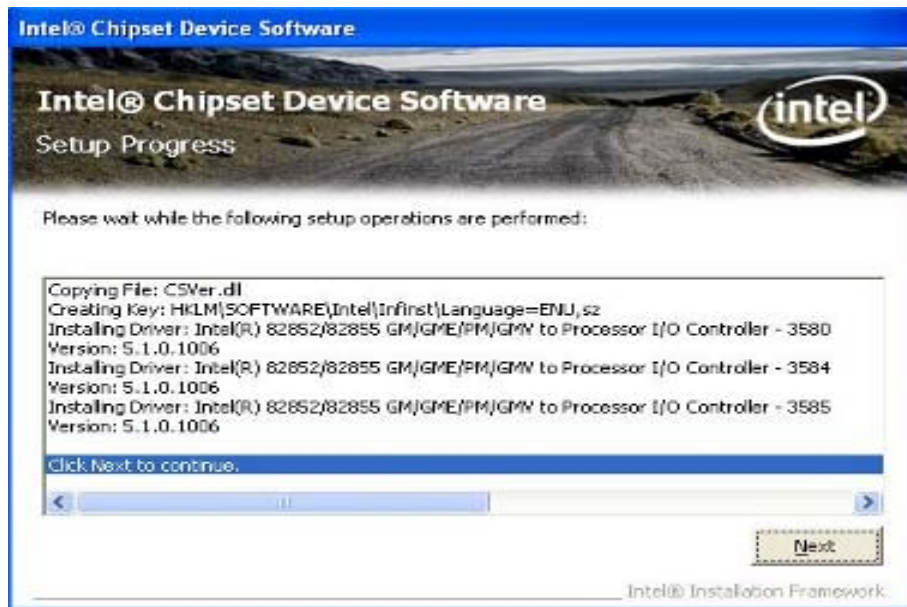 Intel® Chipset Device Software
Intel® Chipset Device Software
intel
Setup Progress
Please wait while the following setup operations are performed:
Copying File: CSVer.dll
Creating Key: HKLM\SOFTWARE\Intel\Infinst\Language=ENU,sz
Installing Driver: Intel(R) 82852/82855 GM/GME/PM/GMV to Processor I/O Controller - 3580
Version: 5.1.0.1006
Installing Driver: Intel(R) 82852/82855 GM/GME/PM/GMV to Processor I/O Controller - 3584
Version: 5.1.0.1006
Installing Driver: Intel(R) 82852/82855 GM/GME/PM/GMV to Processor I/O Controller - 3585
Version: 5.1.0.1006
Click Next to continue.
Next
Intel® Installation Framework